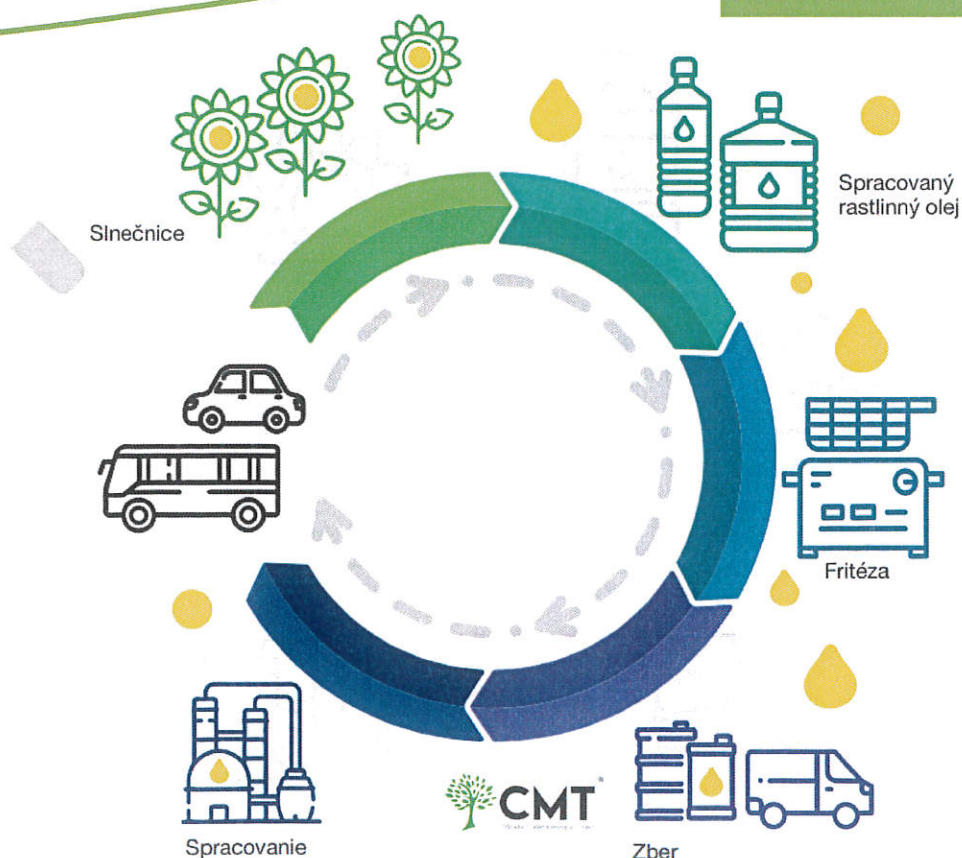 Slnečnice
Spracovaný
rastlinný olej
Fritéza
Zber
CMT
Spracovanie